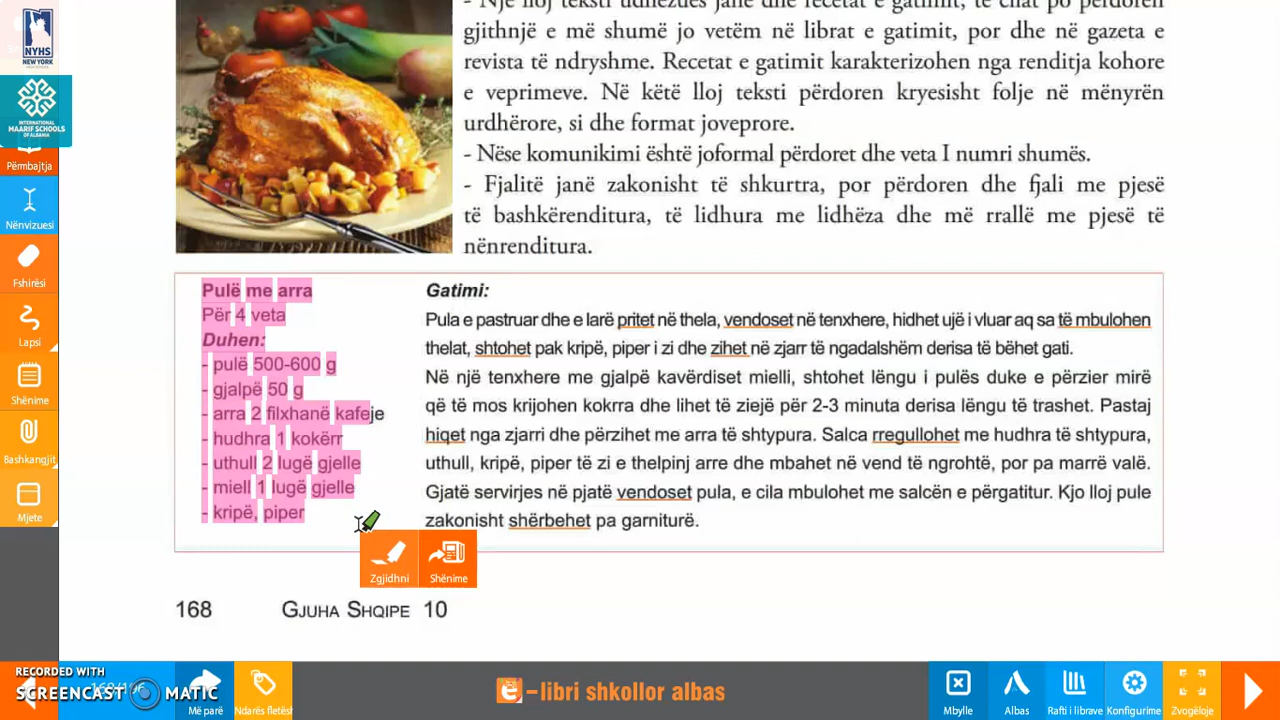 NYHS
NEW YORK
INTERNATIONAL
MAARIF SCHOOLS
OF ALBANIA
Përmbajtja
Nënvizuesi
Fshirësi
Lapsi
Shënime
Bashkangjit
Mjete
- Një lloj teksti udhëzues janë dhe recetat e gatimit, të cilat po përdoren
gjithnjë e më shumë jo vetëm në librat e gatimit, por dhe në gazeta e
revista të ndryshme. Recetat e gatimit karakterizohen nga renditja kohore
e veprimeve. Në këtë lloj teksti përdoren kryesisht folje në mënyrën
urdhërore, si dhe format joveprore.
- Nëse komunikimi është joformal përdoret dhe veta I numri shumës.
- Fjalitë janë zakonisht të shkurtra, por përdoren dhe fjali me pjesë
të bashkërenditura, të lidhura me lidhëza dhe më rrallë me pjesë të
nënrenditura.
Pulë me arra
Për 4 veta
Duhen:
- pulë 500-600 g
- gjalpë 50 g
- arra 2 filxhanë kafeje
- hudhra 1 kokërr
- uthull 2 lugë gjelle
- miell 1 lugë gjelle
- kripë, piper
Gatimi:
Pula e pastruar dhe e larë pritet në thela, vendoset në tenxhere, hidhet ujë i vluar aq sa të mbulohen
thelat, shtohet pak kripë, piper i zi dhe zihet në zjarr të ngadalshëm derisa të bëhet gati.
Në një tenxhere me gjalpë kavërdiset mielli, shtohet lëngu i pulës duke e përzier mirë
që të mos krijohen kokrra dhe lihet të ziejë për 2-3 minuta derisa lëngu të trashet. Pastaj
hiqet nga zjarri dhe përzihet me arra të shtypura. Salca rregullohet me hudhra të shtypura,
uthull, kripë, piper të zi e thelpinj arre dhe mbahet në vend të ngrohtë, por pa marrë valë.
Gjatë servirjes në pjatë vendoset pula, e cila mbulohet me salcën e përgatitur. Kjo lloj pule
zakonisht shërbehet pa garniturë.
Zgjidhni
Shënime
168 GJUHA SHQIPE 10
RECORDED WITH
SCREENCAST MATIC
Më parë
Ndarës fletësh
e-libri shkollor albas
Mbylle
Albas
Rafti i librave
Konfigurime
Zvogëloje